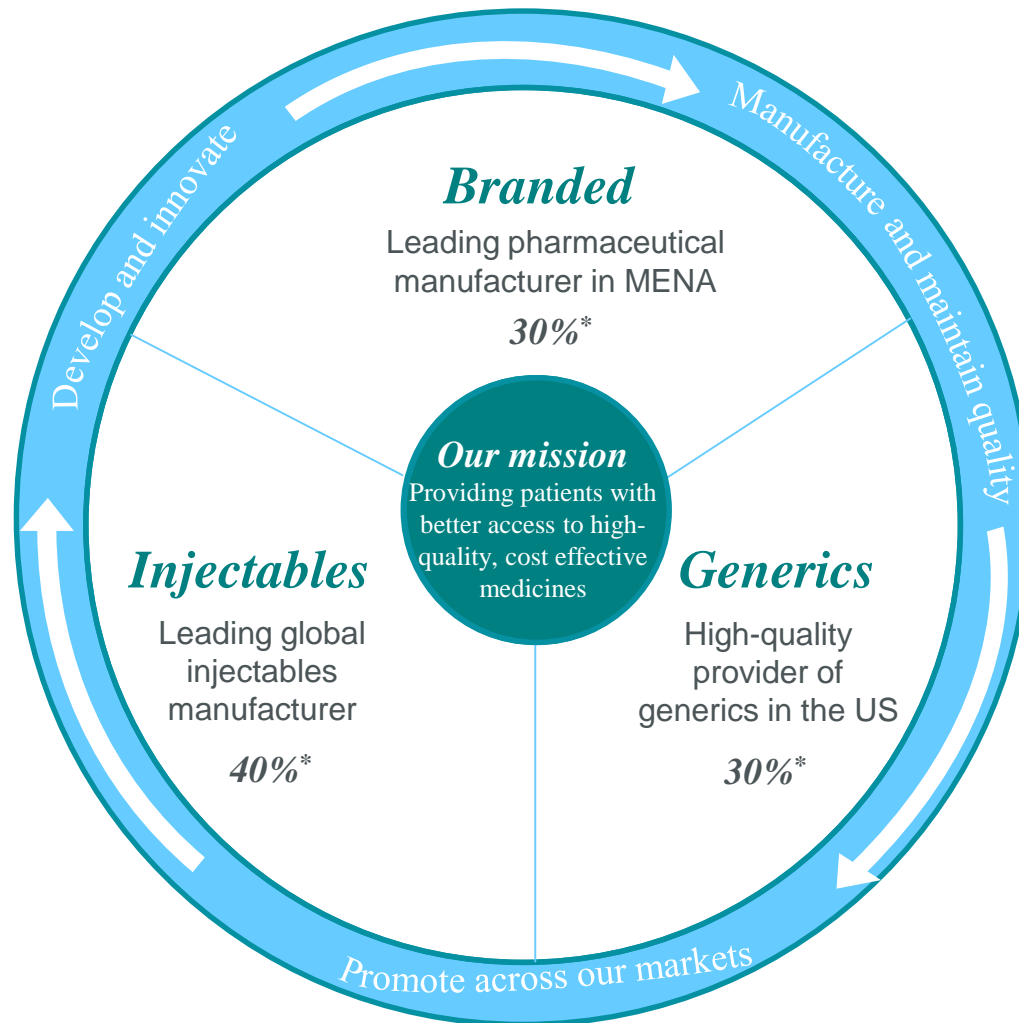 Develop and innovate
Manufacture and maintain quality
Branded
Leading pharmaceutical
manufacturer in MENA
30%*
Our mission
Providing patients with
better access to high-
quality, cost effective
medicines
Injectables
Leading global
injectables
manufacturer
40%*
Generics
High-quality
provider of
generics in the US
30%*
Promote across our markets